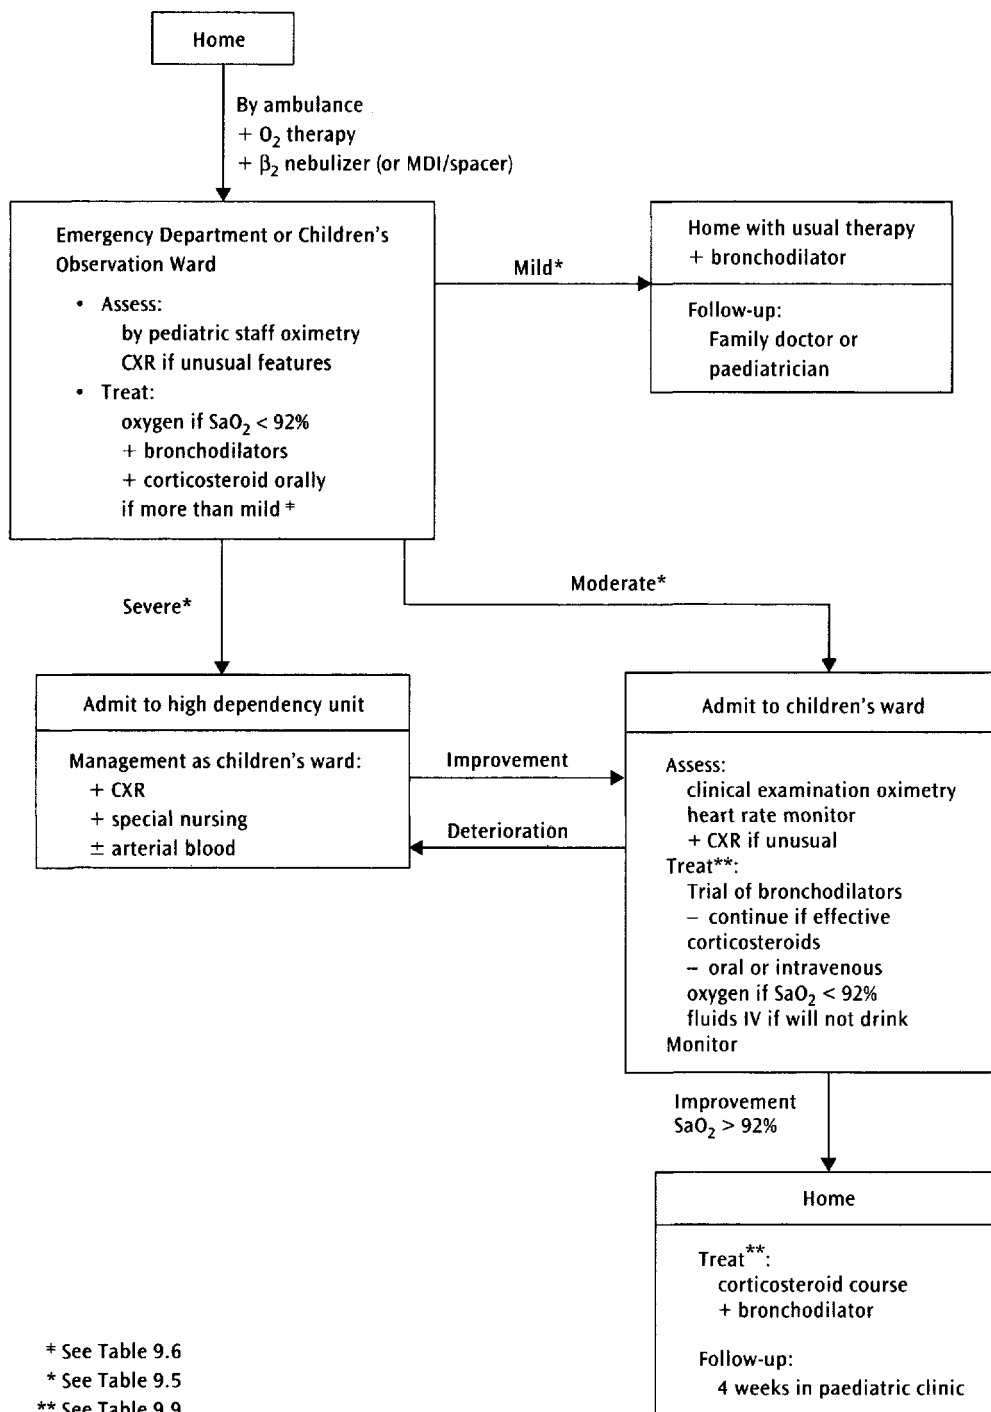 Home
By ambulance
+ O₂ therapy
+ β₂ nebulizer (or MDI/spacer)
Emergency Department or Children's
Observation Ward
• Assess:
by pediatric staff oximetry
CXR if unusual features
• Treat:
oxygen if SaO₂ < 92%
+ bronchodilators
+ corticosteroid orally
if more than mild ‡
Mild*
Home with usual therapy
+ bronchodilator
Follow-up:
Family doctor or
paediatrician
Severe*
Moderate*
Admit to high dependency unit
Management as children's ward:
+ CXR
+ special nursing
± arterial blood
Improvement
Deterioration
Admit to children's ward
Assess:
clinical examination oximetry
heart rate monitor
+ CXR if unusual
Treat**:
Trial of bronchodilators
– continue if effective
corticosteroids
– oral or intravenous
oxygen if SaO₂ < 92%
fluids IV if will not drink
Monitor
Improvement
SaO₂ > 92%
Home
Treat**:
corticosteroid course
+ bronchodilator
Follow-up:
4 weeks in paediatric clinic
‡ See Table 9.6
* See Table 9.5
** See Table 9.9